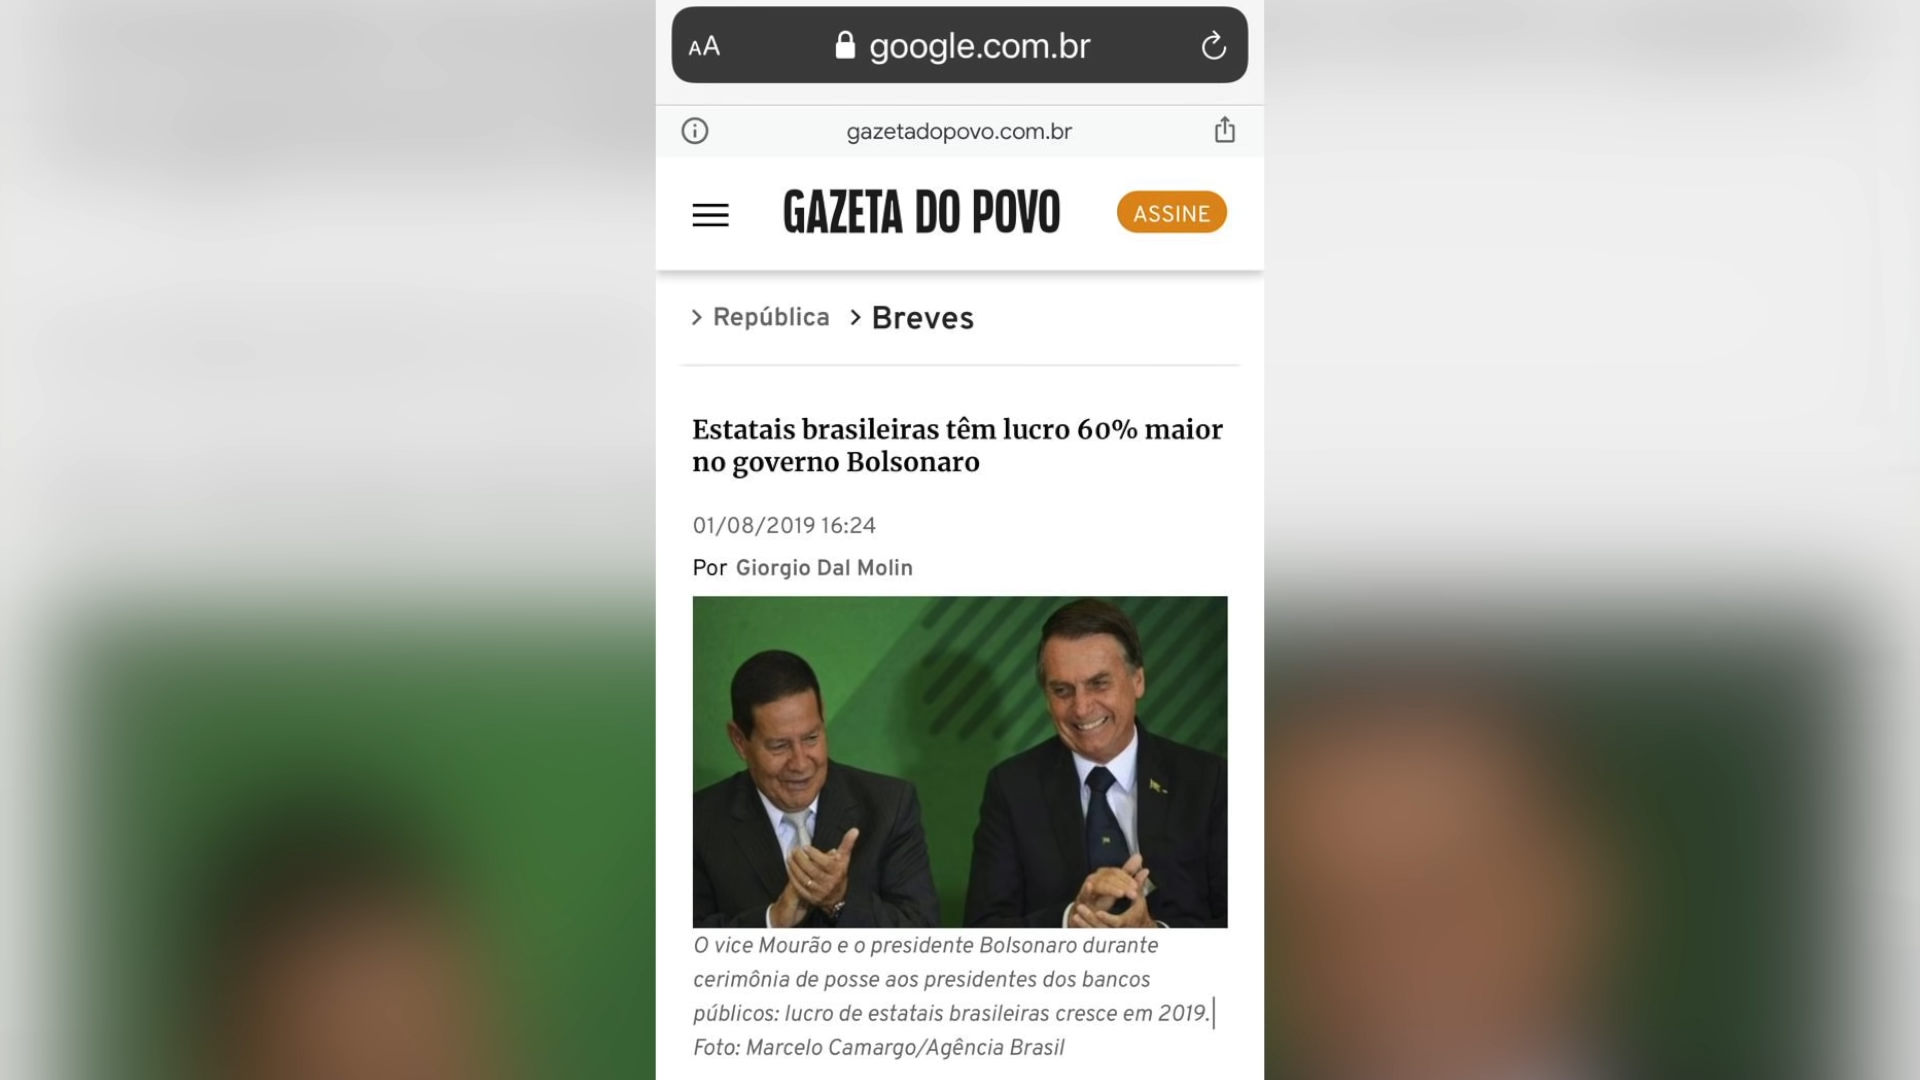 AA google.com.br
gazetadopovo.com.br
GAZETA DO POVO ASSINE
> República > Breves
Estatais brasileiras têm lucro 60% maior
no governo Bolsonaro
01/08/2019 16:24
Por Giorgio Dal Molin
O vice Mourão e o presidente Bolsonaro durante
cerimônia de posse aos presidentes dos bancos
públicos: lucro de estatais brasileiras cresce em 2019.|
Foto: Marcelo Camargo/Agência Brasil